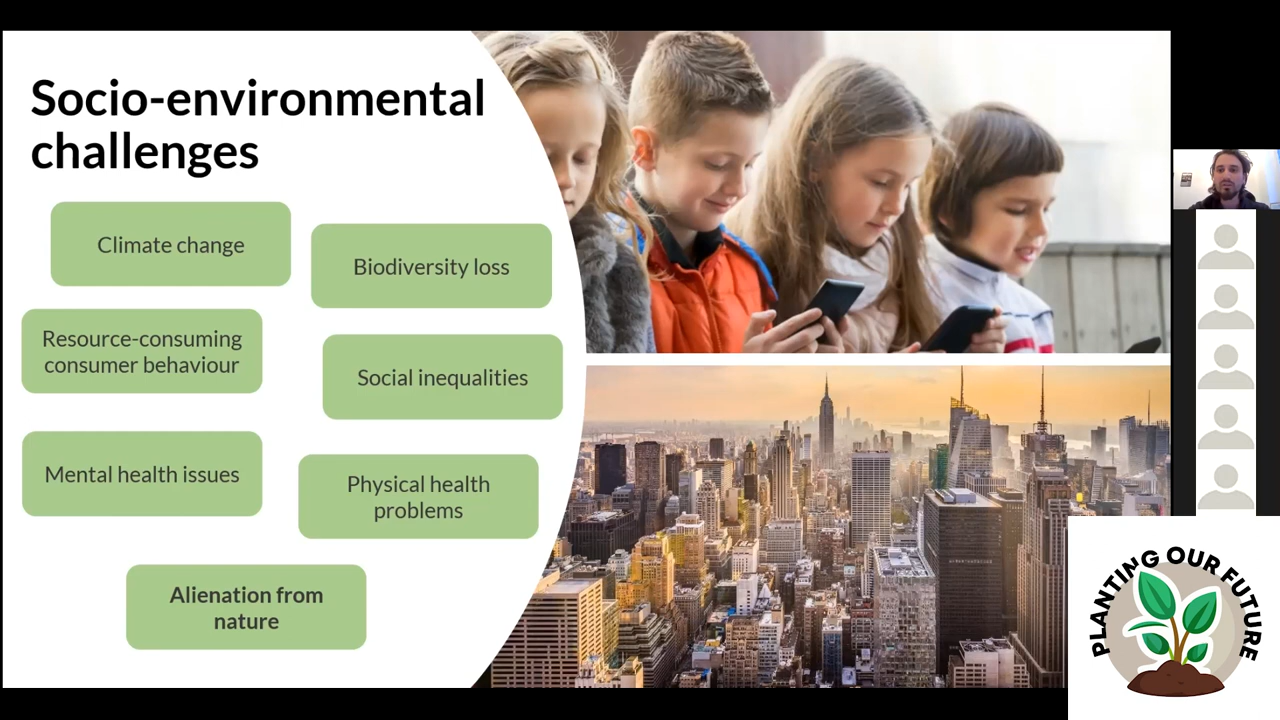 Socio-environmental
challenges
Climate change
Biodiversity loss
Resource-consuming
consumer behaviour
Social inequalities
Mental health issues
Physical health
problems
Alienation from
nature
PLANTING OUR FUTURE